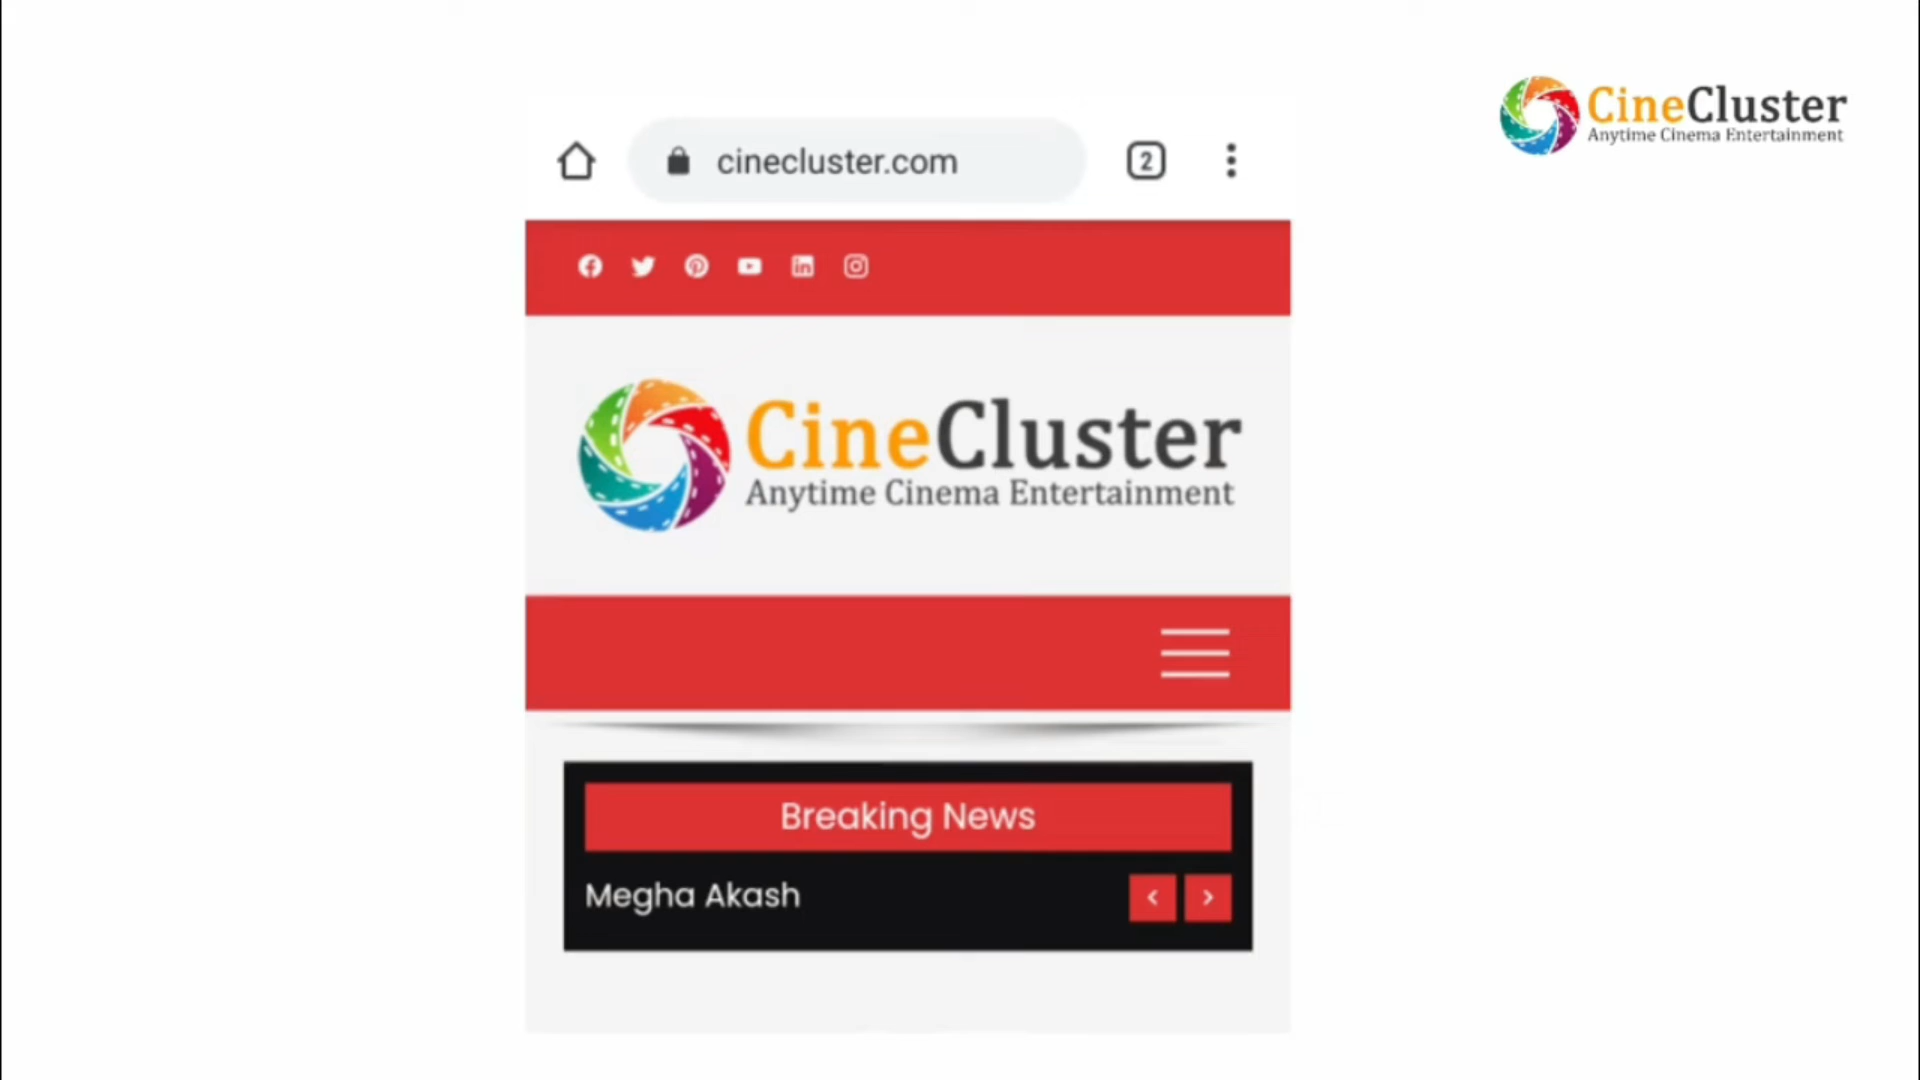 CineCluster
Anytime Cinema Entertainment
cinecluster.com
2
CineCluster
Anytime Cinema Entertainment
Breaking News
Megha Akash